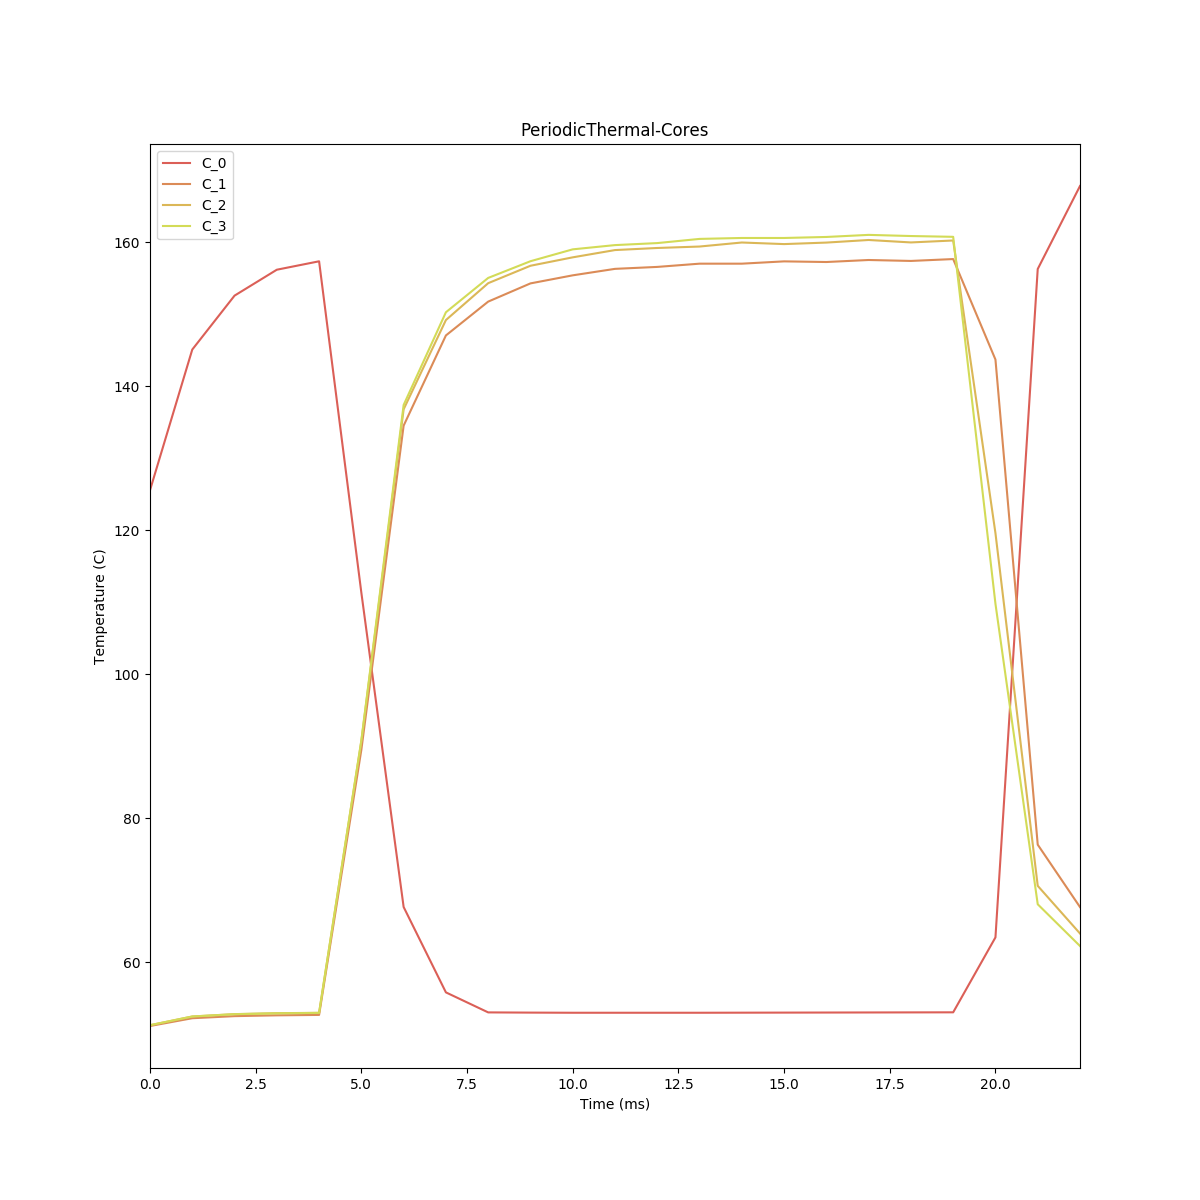 PeriodicThermal-Cores
C_0
C_1
C_2
C_3
160
140
120
100
80
60
Temperature (C)
0.0 2.5 5.0 7.5 10.0 12.5 15.0 17.5 20.0
Time (ms)